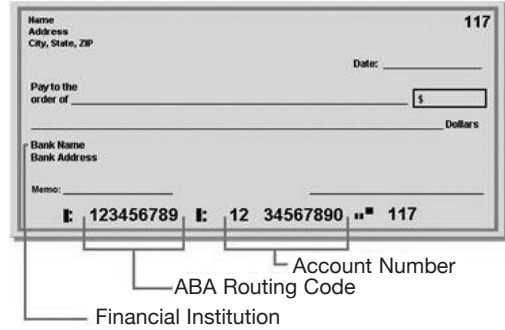 Name 117
Address
City, State, ZIP
Date:
Pay to the
order of $
Dollars
Bank Name
Bank Address
Memo:
⑆ 123456789 ⑆ 12 34567890 ⑈ 117
Account Number
ABA Routing Code
Financial Institution